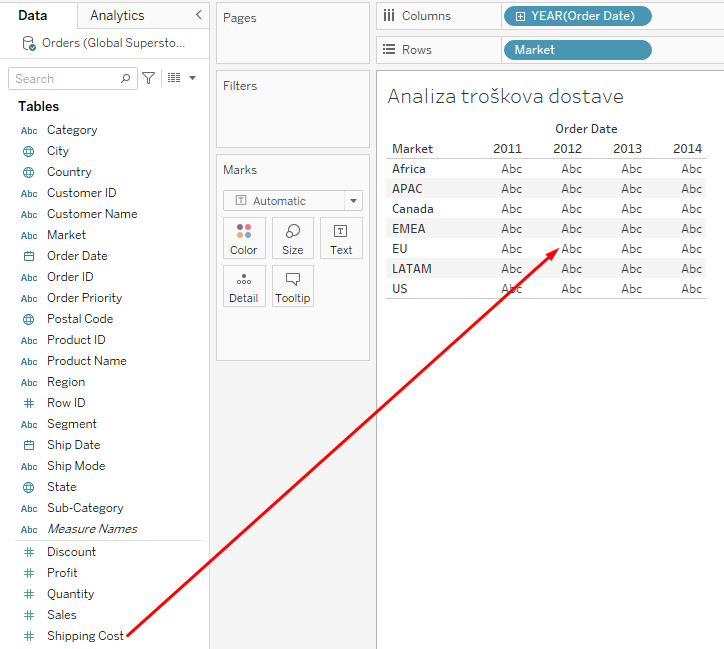 Data
Analytics
Orders (Global Supersto...
Search
Tables
Abc Category
City
Country
Abc Customer ID
Abc Customer Name
Abc Market
Order Date
Abc Order ID
Abc Order Priority
Postal Code
Abc Product ID
Abc Product Name
Abc Region
# Row ID
Abc Segment
Ship Date
Abc Ship Mode
State
Abc Sub-Category
Abc Measure Names
# Discount
# Profit
# Quantity
# Sales
# Shipping Cost
Pages
Filters
Marks
T Automatic
Color
Size
T Text
Detail
Tooltip
Columns
YEAR(Order Date)
Rows
Market
Analiza troškova dostave
Order Date
Market 2011 2012 2013 2014
Africa Abc Abc Abc Abc
APAC Abc Abc Abc Abc
Canada Abc Abc Abc Abc
EMEA Abc Abc Abc Abc
EU Abc Abc Abc Abc
LATAM Abc Abc Abc Abc
US Abc Abc Abc Abc